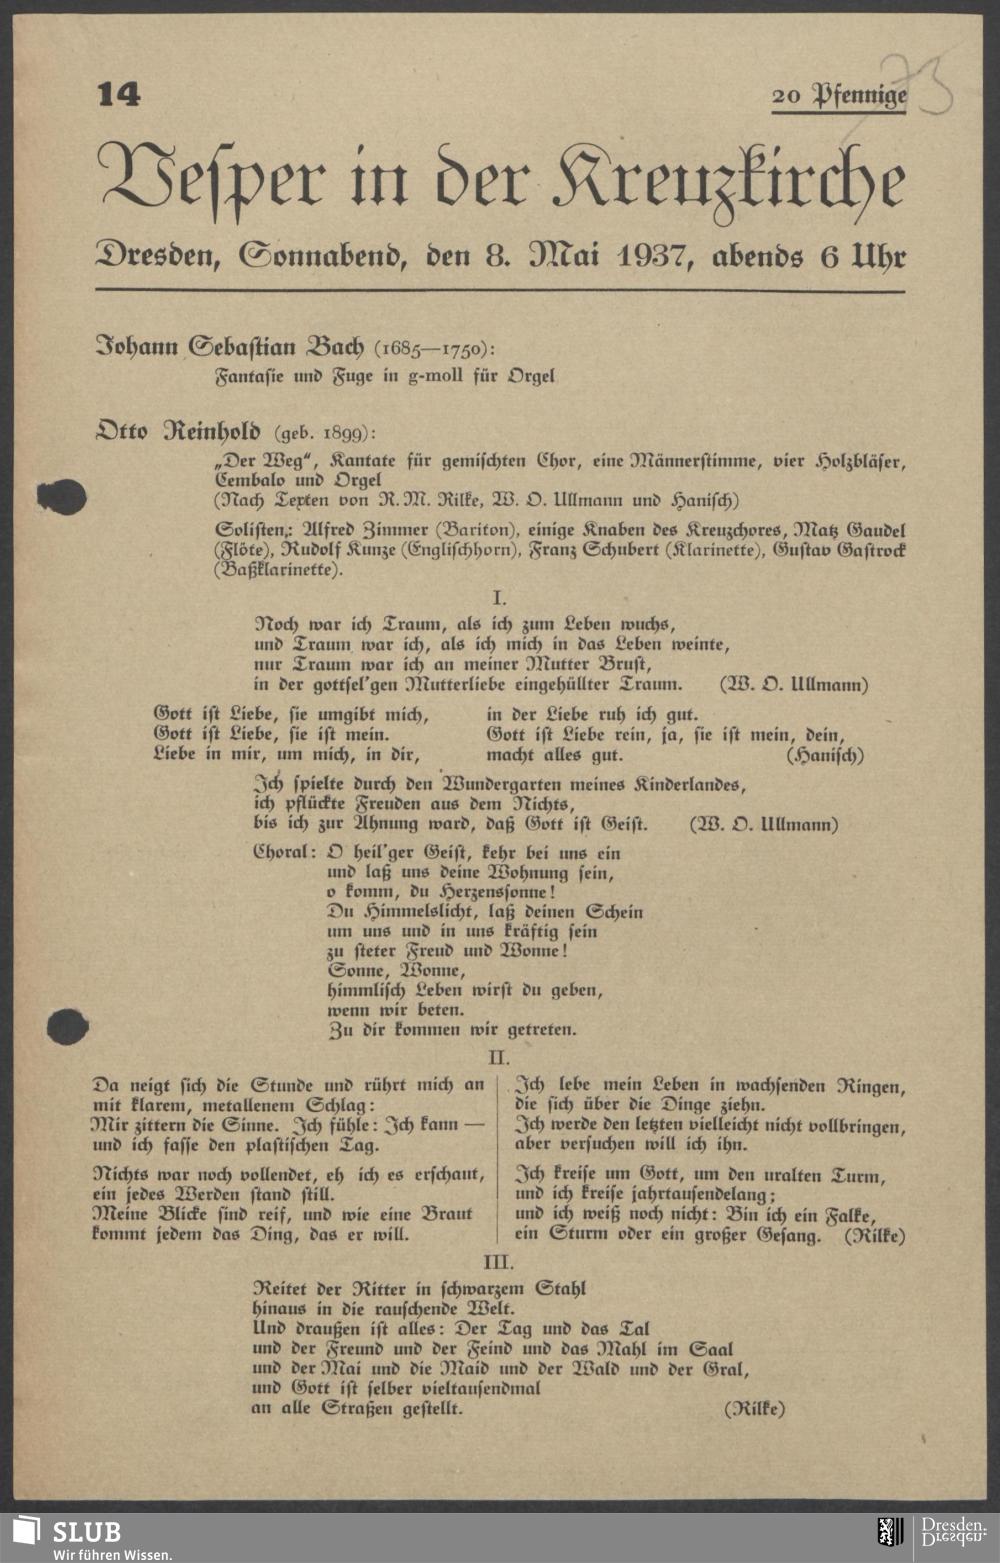 14
20 Pfennige
73
Vesper in der Kreuzkirche
Dresden, Sonnabend, den 8. Mai 1937, abends 6 Uhr
Johann Sebastian Bach (1685—1750):
Fantasie und Fuge in g-moll für Orgel
Otto Reinhold (geb. 1899):
„Der Weg“, Kantate für gemischten Chor, eine Männerstimme, vier Holzbläser,
Cembalo und Orgel
(Nach Texten von R. M. Rilke, W. O. Ullmann und Hanisch)
Solisten: Alfred Zimmer (Bariton), einige Knaben des Kreuzchores, Matz Gaudel
(Flöte), Rudolf Kunze (Englischhorn), Franz Schubert (Klarinette), Gustav Gastrock
(Baßklarinette).
I.
Noch war ich Traum, als ich zum Leben wuchs,
und Traum war ich, als ich mich in das Leben weinte,
nur Traum war ich an meiner Mutter Brust,
in der gottsel'gen Mutterliebe eingehüllter Traum. (W. O. Ullmann)
Gott ist Liebe, sie umgibt mich,
Gott ist Liebe, sie ist mein.
Liebe in mir, um mich, in dir,
in der Liebe ruh ich gut.
Gott ist Liebe rein, ja, sie ist mein, dein,
macht alles gut. (Hanisch)
Ich spielte durch den Wundergarten meines Kinderlandes,
ich pflückte Freuden aus dem Nichts,
bis ich zur Ahnung ward, daß Gott ist Geist. (W. O. Ullmann)
Choral: O heil'ger Geist, kehr bei uns ein
und laß uns deine Wohnung sein,
o komm, du Herzenssonne!
Du Himmelslicht, laß deinen Schein
um uns und in uns kräftig sein
zu steter Freud und Wonne!
Sonne, Wonne,
himmlisch Leben wirst du geben,
wenn wir beten.
Zu dir kommen wir getreten.
II.
Da neigt sich die Stunde und rührt mich an
mit klarem, metallenem Schlag:
Mir zittern die Sinne. Ich fühle: Ich kann —
und ich fasse den plastischen Tag.
Nichts war noch vollendet, eh ich es erschaut,
ein jedes Werden stand still.
Meine Blicke sind reif, und wie eine Braut
kommt jedem das Ding, das er will.
Ich lebe mein Leben in wachsenden Ringen,
die sich über die Dinge ziehn.
Ich werde den letzten vielleicht nicht vollbringen,
aber versuchen will ich ihn.
Ich kreise um Gott, um den uralten Turm,
und ich kreise jahrtausendelang;
und ich weiß noch nicht: Bin ich ein Falke,
ein Sturm oder ein großer Gesang. (Rilke)
III.
Reitet der Ritter in schwarzem Stahl
hinaus in die rauschende Welt.
Und draußen ist alles: Der Tag und das Tal
und der Freund und der Feind und das Mahl im Saal
und der Mai und die Maid und der Wald und der Gral,
und Gott ist selber vieltausendmal
an alle Straßen gestellt. (Rilke)
SLUB
Wir führen Wissen.
Dresden.
Dresden.